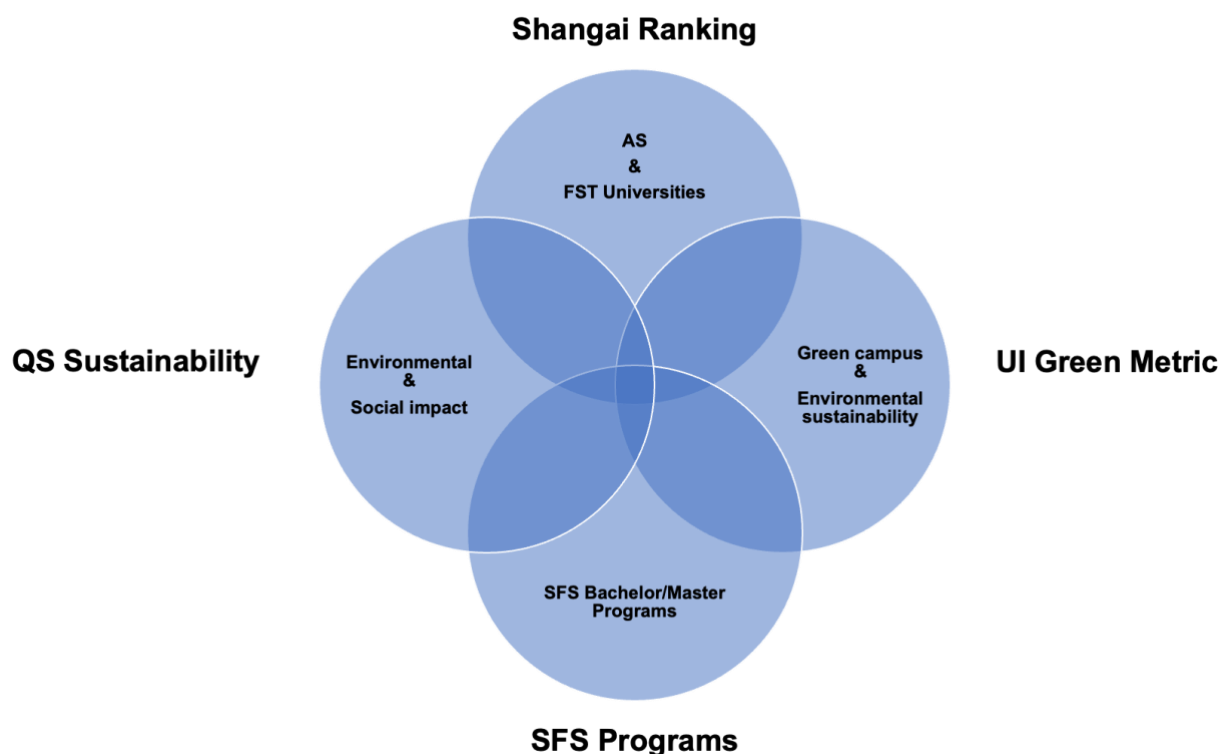 Shangai Ranking
AS
&
FST Universities
QS Sustainability
Environmental
&
Social impact
Green campus
&
Environmental
sustainability
UI Green Metric
SFS Bachelor/Master
Programs
SFS Programs